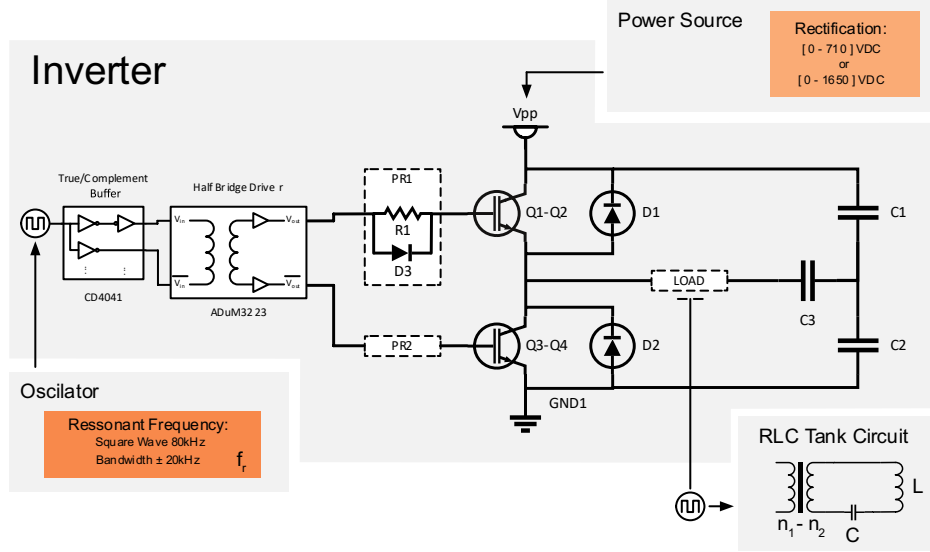 Power Source
Rectification:
[ 0 - 710 ] VDC
or
[ 0 - 1650 ] VDC
Inverter
Vpp
True/Complement
Buffer
Half Bridge Drive r
PR1
R1
D3
Q1-Q2
D1
C1
Vin
Vout
Vin
Vout
CD4041
ADuM32 23
LOAD
C3
PR2
Q3-Q4
D2
C2
GND1
Oscilator
Ressonant Frequency:
Square Wave 80kHz
Bandwidth ± 20kHz
fr
RLC Tank Circuit
L
n1 - n2
C